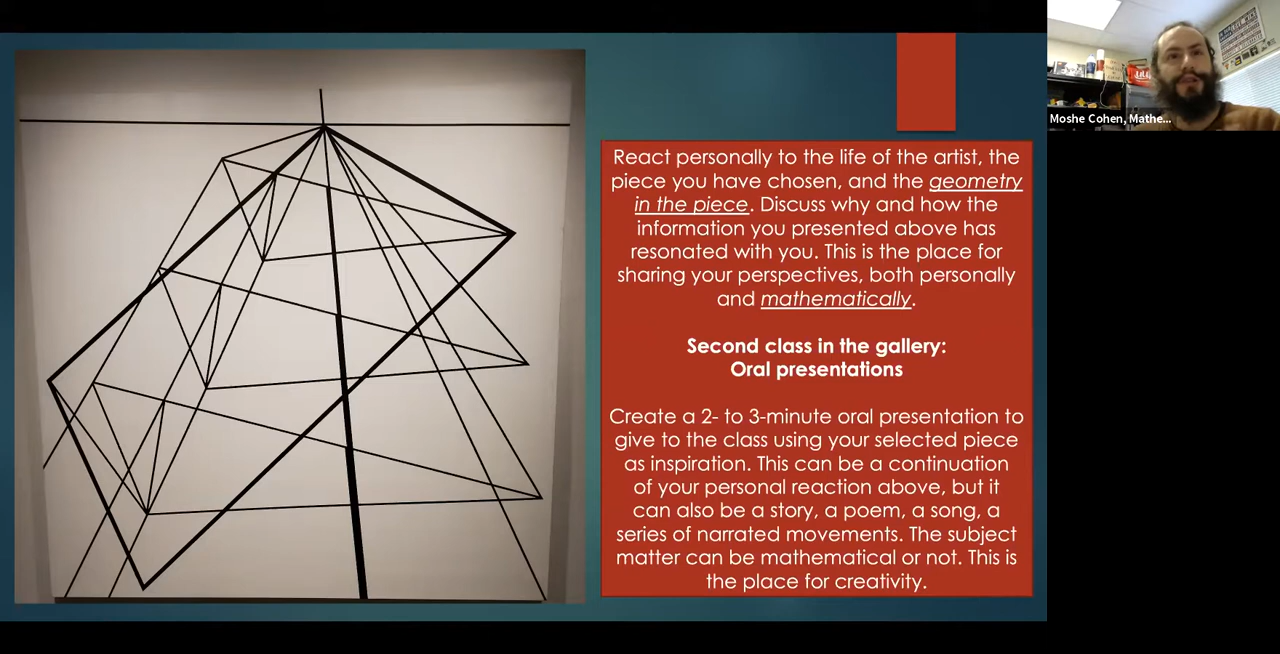 React personally to the life of the artist, the
piece you have chosen, and the geometry
in the piece. Discuss why and how the
information you presented above has
resonated with you. This is the place for
sharing your perspectives, both personally
and mathematically.
Second class in the gallery:
Oral presentations
Create a 2- to 3-minute oral presentation to
give to the class using your selected piece
as inspiration. This can be a continuation
of your personal reaction above, but it
can also be a story, a poem, a song, a
series of narrated movements. The subject
matter can be mathematical or not. This is
the place for creativity.
Moshe Cohen, Mathe...